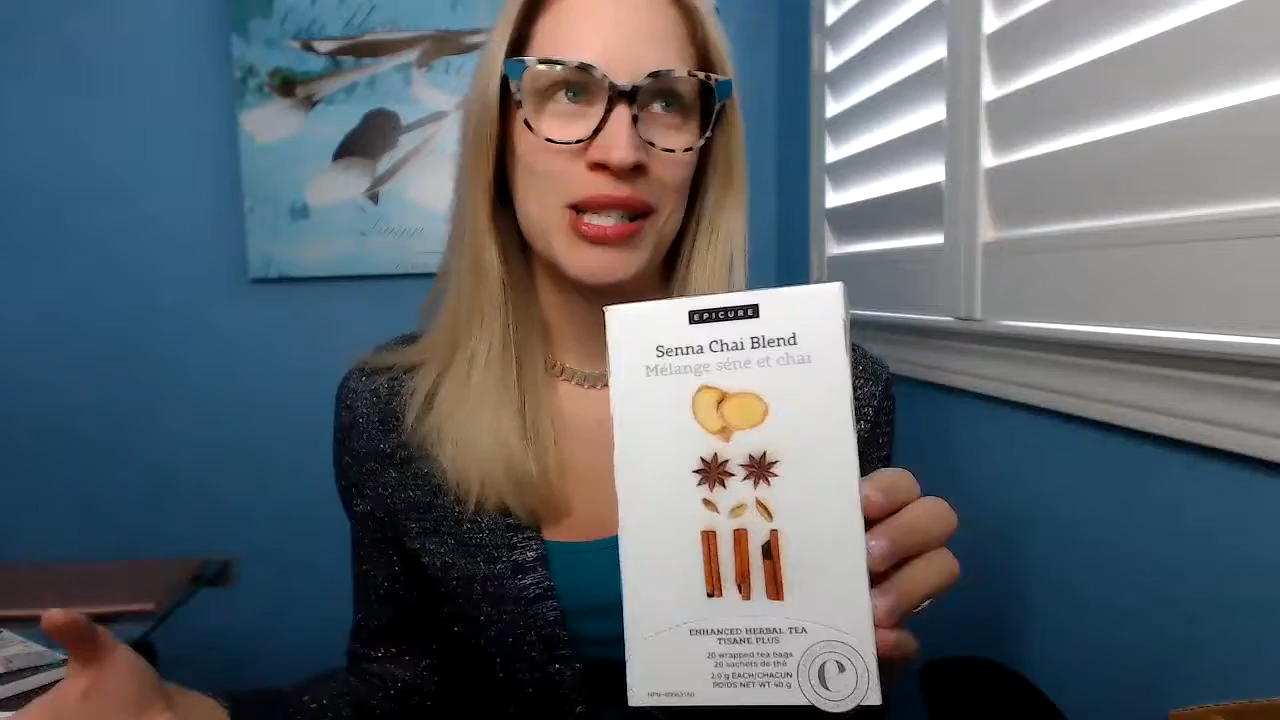 EPICURE
Senna Chai Blend
Mélange séné et chai
ENHANCED HERBAL TEA
TISANE PLUS
20 wrapped tea bags
20 sachets de thé
2.0 g EACH/CHACUN
POIDS NET WT 40 g
e